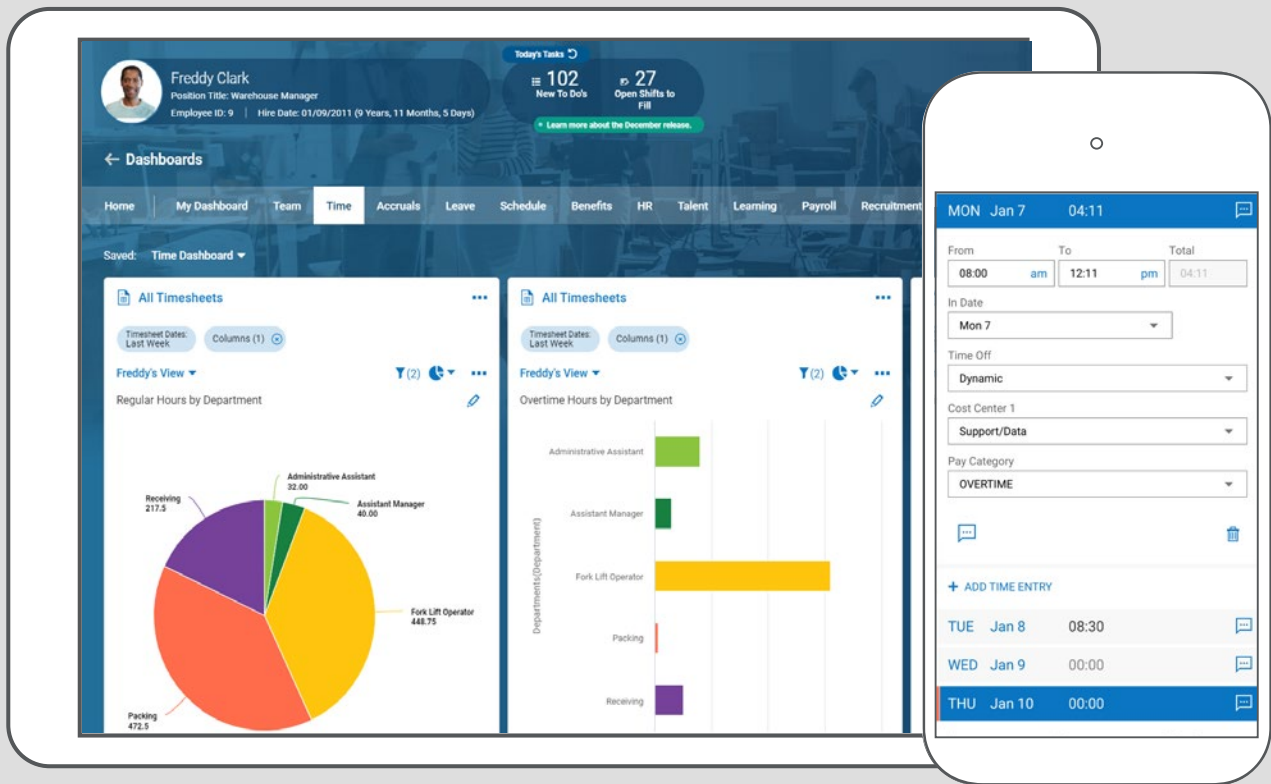 Today's Tasks
Freddy Clark
Position Title: Warehouse Manager
Employee ID: 9 | Hire Date: 01/09/2011 (9 Years, 11 Months, 5 Days)
102
New To Do's
27
Open Shifts to
Fill
• Learn more about the December release.
← Dashboards
Home | My Dashboard Team Time Accruals Leave Schedule Benefits HR Talent Learning Payroll Recruitment
Saved: Time Dashboard
All Timesheets
Timesheet Dates:
Last Week
Columns (1)
Freddy's View
(2)
Regular Hours by Department
Administrative Assistant
32.00
Assistant Manager
40.00
Receiving
217.5
Fork Lift Operator
448.75
Packing
472.5
All Timesheets
Timesheet Dates:
Last Week
Columns (1)
Freddy's View
(2)
Overtime Hours by Department
Departments(Department)
Administrative Assistant
Assistant Manager
Fork Lift Operator
Packing
Receiving
MON Jan 7 04:11
From To Total
08:00 am 12:11 pm 04:11
In Date
Mon 7
Time Off
Dynamic
Cost Center 1
Support/Data
Pay Category
OVERTIME
+ ADD TIME ENTRY
TUE Jan 8 08:30
WED Jan 9 00:00
THU Jan 10 00:00